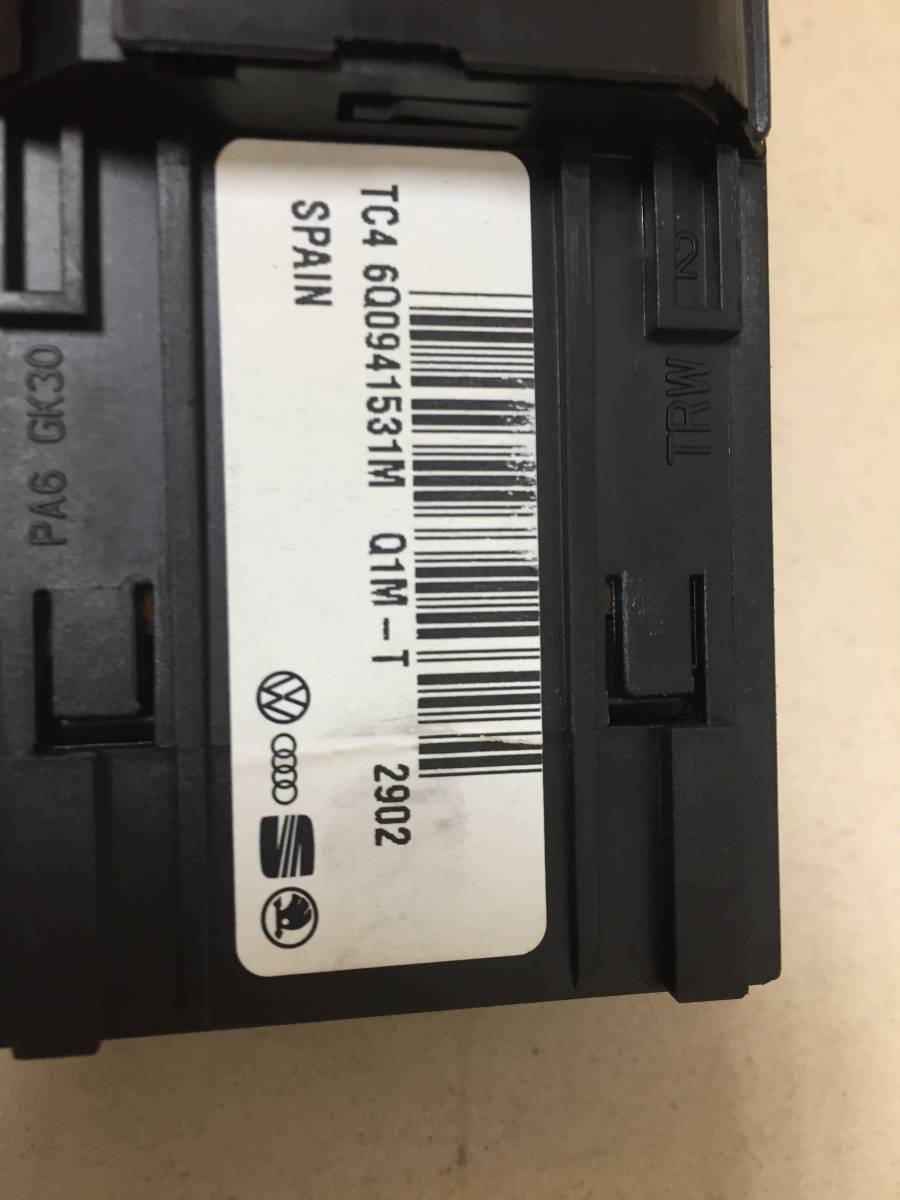 TC4 6Q0941531M Q1M-T 2902
SPAIN
TRW
2
PA6 GK30